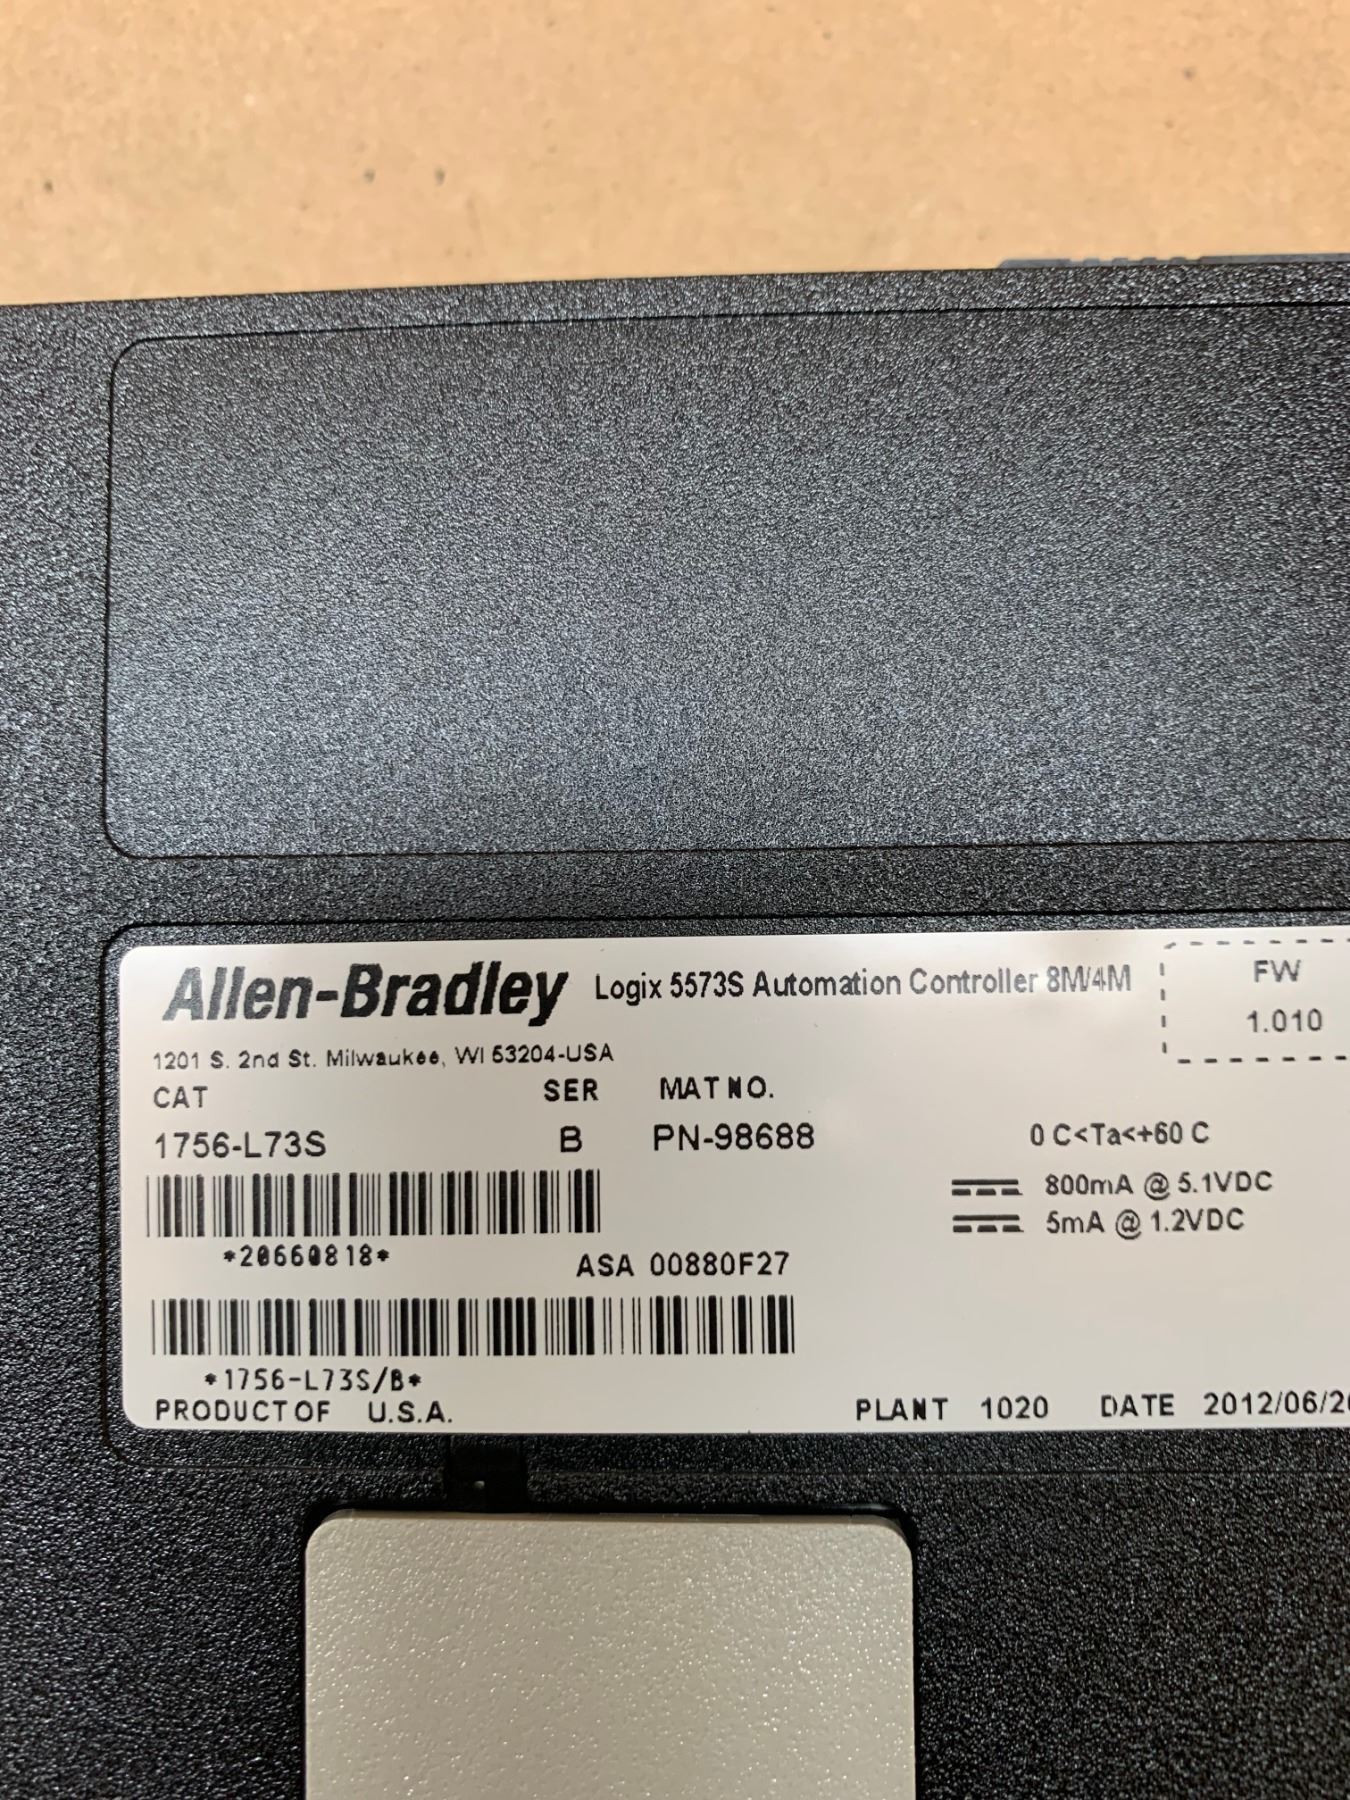 Allen-Bradley Logix 5573S Automation Controller 8M/4M FW
1.010
1201 S. 2nd St. Milwaukee, WI 53204-USA
CAT SER MAT NO.
1756-L73S B PN-98688 0 C<Ta<+60 C
800mA @ 5.1VDC
5mA @ 1.2VDC
*20660818* ASA 00880F27
*1756-L73S/B*
PRODUCT OF U.S.A. PLANT 1020 DATE 2012/06/